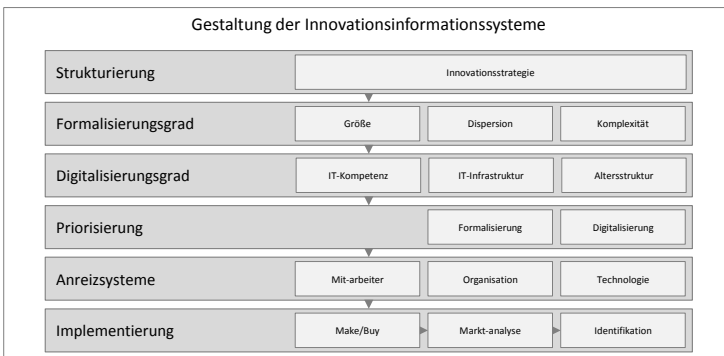 Gestaltung der Innovationsinformationssysteme
Strukturierung
Innovationsstrategie
Formalisierungsgrad
Größe
Dispersion
Komplexität
Digitalisierungsgrad
IT-Kompetenz
IT-Infrastruktur
Altersstruktur
Priorisierung
Formalisierung
Digitalisierung
Anreizsysteme
Mit-arbeiter
Organisation
Technologie
Implementierung
Make/Buy
Markt-analyse
Identifikation